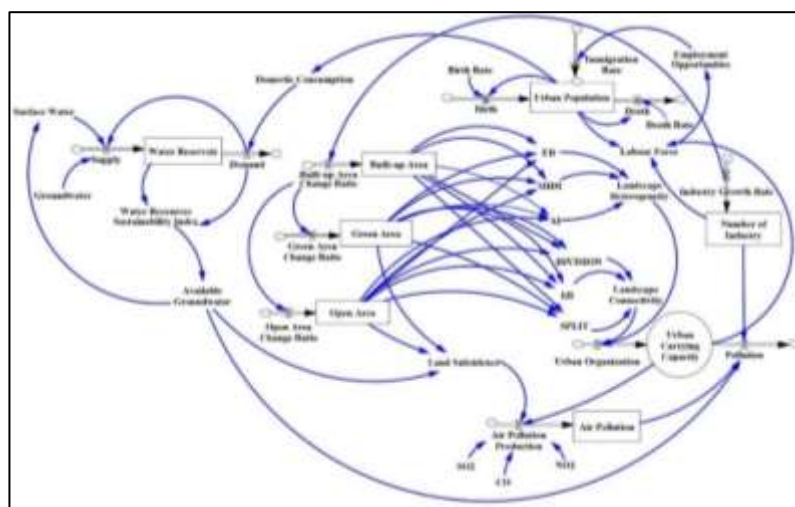 Immigration
Rate
Employment
Opportunities
Domestic Consumption
Birth Rate
Urban Population
Birth
Death
Death Rate
Surface Water
Supply
Water Reservoir
Demand
Labour Force
Built-up Area
Built-up Area
Change Ratio
ED
SHDI
Landscape
Heterogeneity
Industry Growth Rate
Groundwater
Water Resources
Sustainability Index
Green Area
Green Area
Change Ratio
Number of
Industry
DIVISION
Available
Groundwater
Landscape
Connectivity
Open Area
Open Area
Change Ratio
SPLIT
Urban Organization
Urban
Carrying
Capacity
Pollution
Land Subsidence
Air Pollution
Production
Air Pollution
SO2
CO
NO2